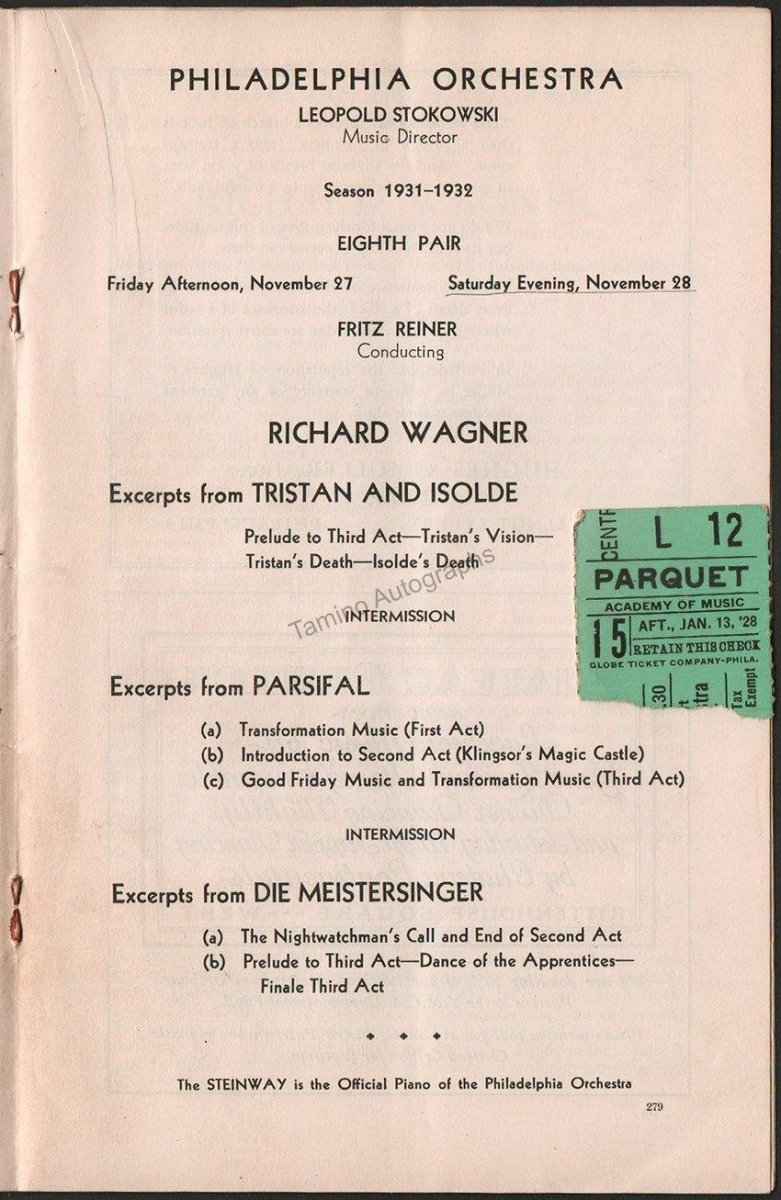 PHILADELPHIA ORCHESTRA
LEOPOLD STOKOWSKI
Music Director
Season 1931–1932
EIGHTH PAIR
Friday Afternoon, November 27 Saturday Evening, November 28
FRITZ REINER
Conducting
RICHARD WAGNER
Excerpts from TRISTAN AND ISOLDE
Prelude to Third Act—Tristan's Vision—
Tristan's Death—Isolde's Death
INTERMISSION
Excerpts from PARSIFAL
(a) Transformation Music (First Act)
(b) Introduction to Second Act (Klingsor's Magic Castle)
(c) Good Friday Music and Transformation Music (Third Act)
INTERMISSION
Excerpts from DIE MEISTERSINGER
(a) The Nightwatchman's Call and End of Second Act
(b) Prelude to Third Act—Dance of the Apprentices—
Finale Third Act
The STEINWAY is the Official Piano of the Philadelphia Orchestra
279
CENTR
L 12
PARQUET
ACADEMY OF MUSIC
15 AFT., JAN. 13, '28
RETAIN THIS CHECK
GLOBE TICKET COMPANY-PHILA.
.30
Tax
Exempt
Tamino Autographs